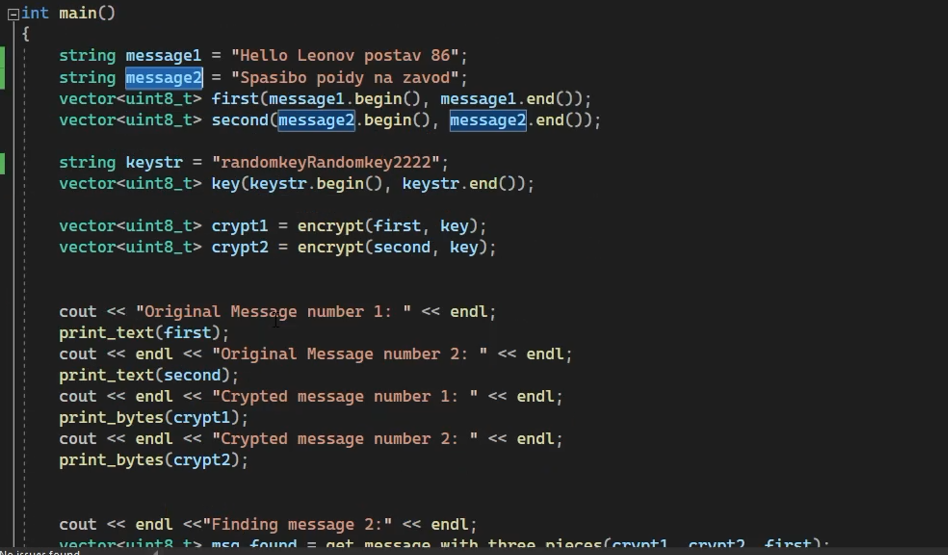 int main()
{
string message1 = "Hello Leonov postav 86";
string message2 = "Spasibo poidy na zavod";
vector<uint8_t> first(message1.begin(), message1.end());
vector<uint8_t> second(message2.begin(), message2.end());
string keystr = "randomkeyRandomkey2222";
vector<uint8_t> key(keystr.begin(), keystr.end());
vector<uint8_t> crypt1 = encrypt(first, key);
vector<uint8_t> crypt2 = encrypt(second, key);
cout << "Original Message number 1: " << endl;
print_text(first);
cout << endl << "Original Message number 2: " << endl;
print_text(second);
cout << endl << "Crypted message number 1: " << endl;
print_bytes(crypt1);
cout << endl << "Crypted message number 2: " << endl;
print_bytes(crypt2);
cout << endl <<"Finding message 2:" << endl;
vector<uint8_t> msg_found = get_message_with_three_pieces(crypt1, crypt2, first);
No issues found